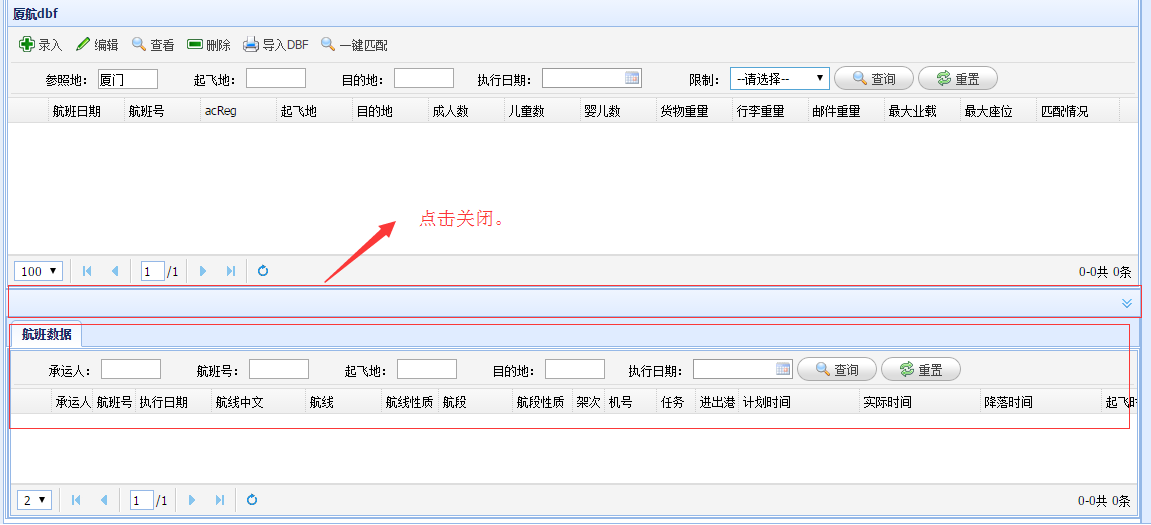 厦航dbf
录入 编辑 查看 删除 导入DBF 一键匹配
参照地： 厦门 起飞地： 目的地： 执行日期： 限制： --请选择-- 查询 重置
航班日期 航班号 acReg 起飞地 目的地 成人数 儿童数 婴儿数 货物重量 行李重量 邮件重量 最大业载 最大座位 匹配情况
点击关闭。
100 1 /1 0-0共 0条
航班数据
承运人： 航班号： 起飞地： 目的地： 执行日期： 查询 重置
承运人 航班号 执行日期 航线中文 航线 航线性质 航段 航段性质 架次 机号 任务 进出港 计划时间 实际时间 降落时间 起飞时
2 1 /1 0-0共 0条